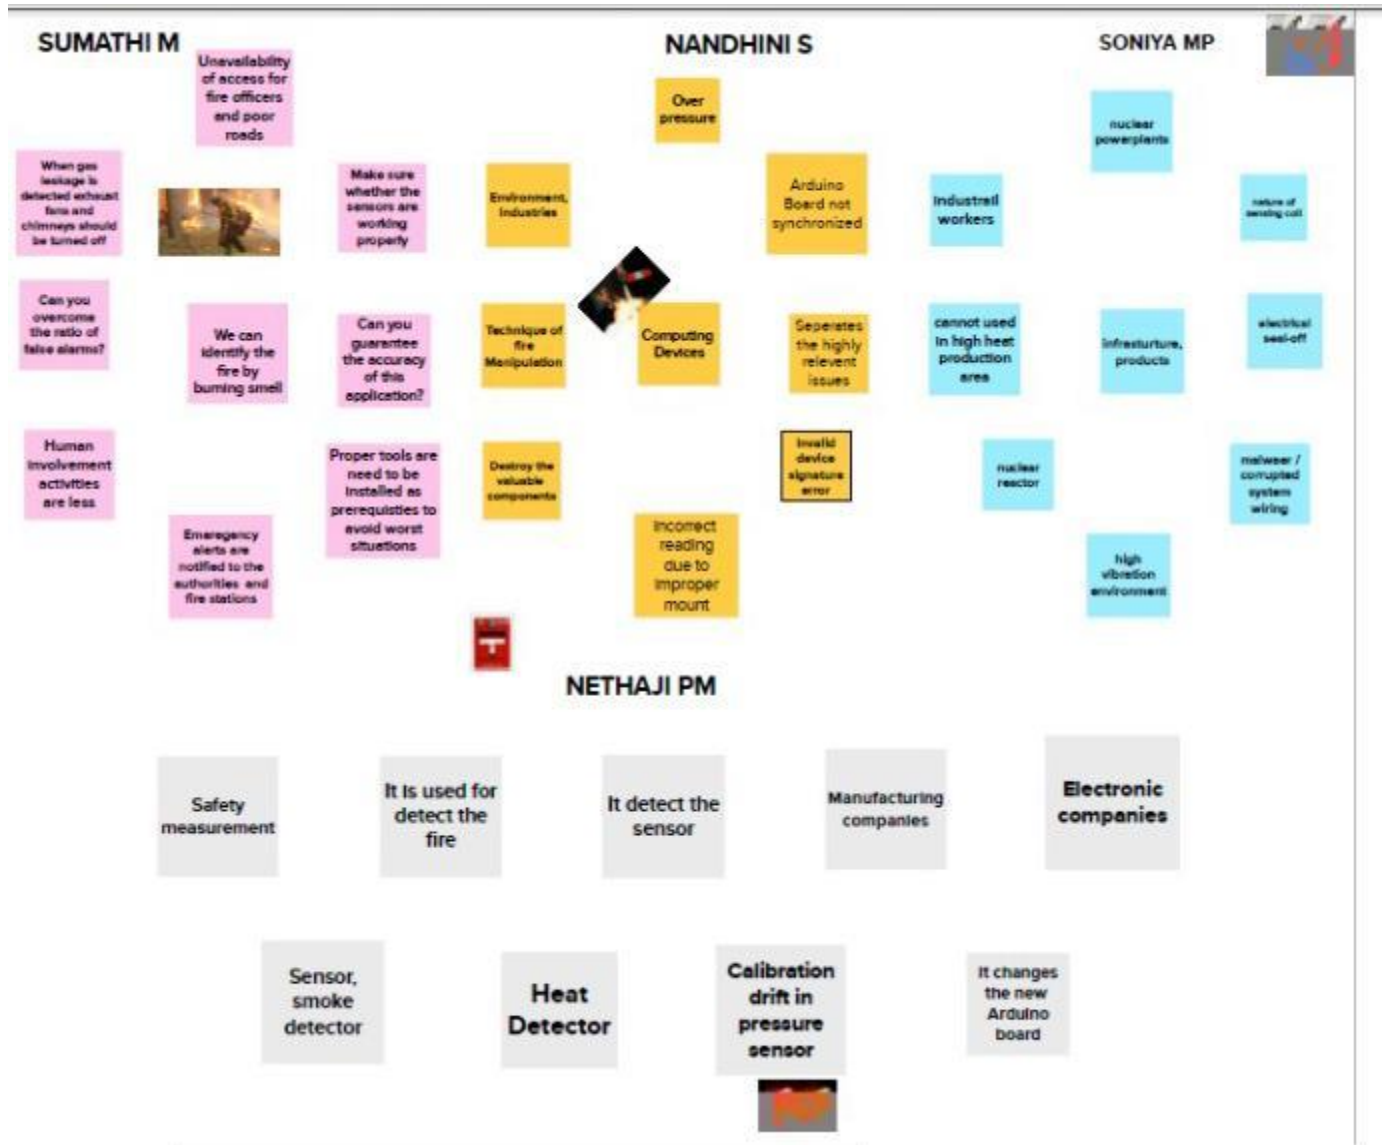 SUMATHI M
Unavailability
of access for
fire officers
and poor
roads
When gas
leakage is
detected exhaust
fans and
chimneys should
be turned off
Make sure
whether the
sensors are
working
properly
Can you
overcome
the ratio of
false alarms?
We can
identify the
fire by
burning smell
Can you
guarantee
the accuracy
of this
application?
Human
involvement
activities
are less
Proper tools are
need to be
installed as
prerequisties to
avoid worst
situations
Emaregency
alerts are
notified to the
authorities and
fire stations
NANDHINI S
Over
pressure
Environment,
Industries
Arduino
Board not
synchronized
Technique of
fire
Manipulation
Computing
Devices
Seperates
the highly
relevent
issues
Destroy the
valuable
components
Invalid
device
signature
error
Incorrect
reading
due to
improper
mount
SONIYA MP
nuclear
powerplants
industrail
workers
nature of
sensing coil
cannot used
in high heat
production
area
infrasturture,
products
electrical
seal-off
nuclear
reactor
malwear /
corrupted
system
wiring
high
vibration
environment
NETHAJI PM
Safety
measurement
It is used for
detect the
fire
It detect the
sensor
Manufacturing
companies
Electronic
companies
Sensor,
smoke
detector
Heat
Detector
Calibration
drift in
pressure
sensor
It changes
the new
Arduino
board